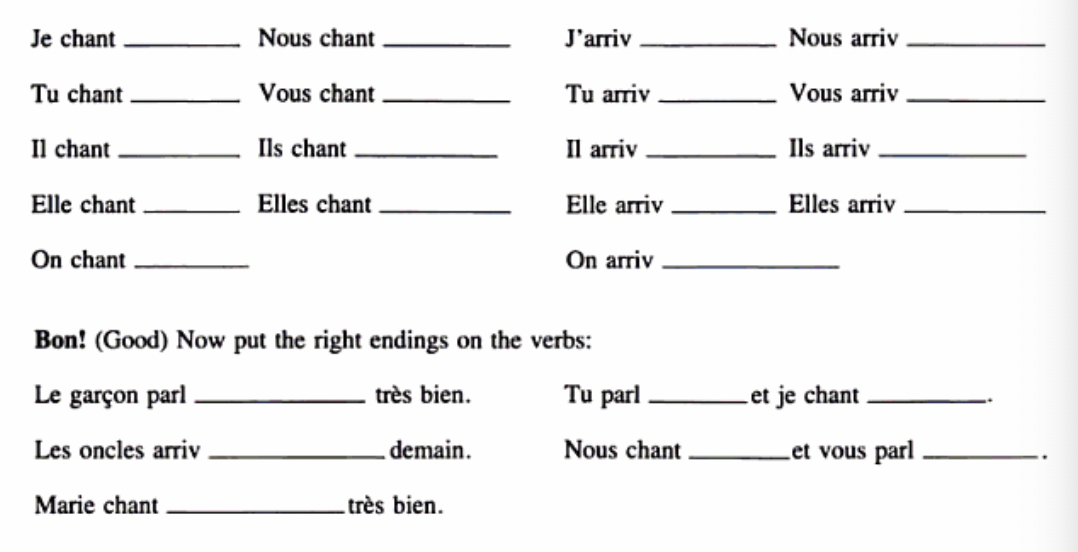 Je chant ________ Nous chant ________ J'arriv ________ Nous arriv ________
Tu chant ________ Vous chant ________ Tu arriv ________ Vous arriv ________
Il chant ________ Ils chant ________ Il arriv ________ Ils arriv ________
Elle chant ________ Elles chant ________ Elle arriv ________ Elles arriv ________
On chant ________ On arriv ________
Bon! (Good) Now put the right endings on the verbs:
Le garçon parl ________ très bien. Tu parl ________ et je chant ________.
Les oncles arriv ________ demain. Nous chant ________ et vous parl ________.
Marie chant ________ très bien.